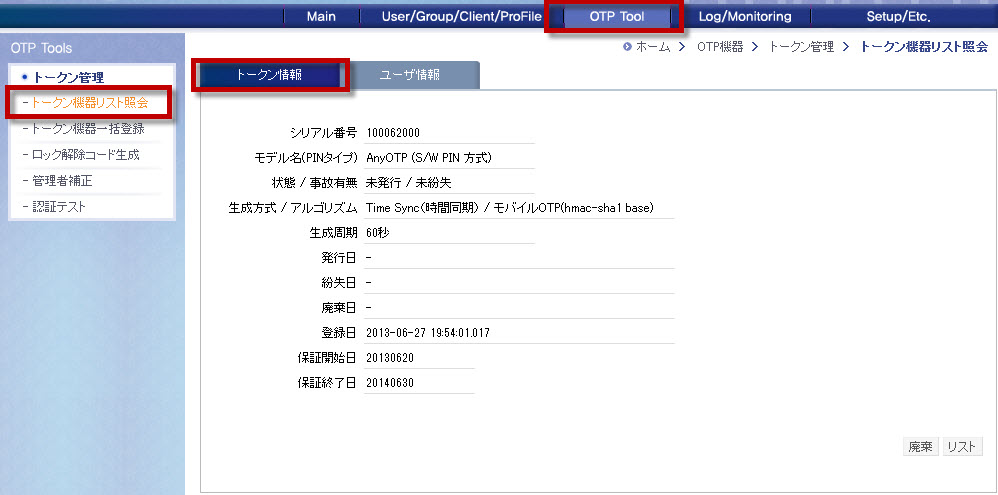 Main User/Group/Client/ProFile OTP Tool Log/Monitoring Setup/Etc.
OTP Tools
ホーム > OTP機器 > トークン管理 > トークン機器リスト照会
• トークン管理
- トークン機器リスト照会
- トークン機器一括登録
- ロック解除コード生成
- 管理者補正
- 認証テスト
トークン情報 ユーザ情報
シリアル番号 100062000
モデル名(PINタイプ) AnyOTP (S/W PIN 方式)
状態 / 事故有無 未発行 / 未紛失
生成方式 / アルゴリズム Time Sync(時間同期) / モバイルOTP(hmac-sha1 base)
生成周期 60秒
発行日 -
紛失日 -
廃棄日 -
登録日 2013-06-27 19:54:01.017
保証開始日 20130620
保証終了日 20140630
廃棄 リスト